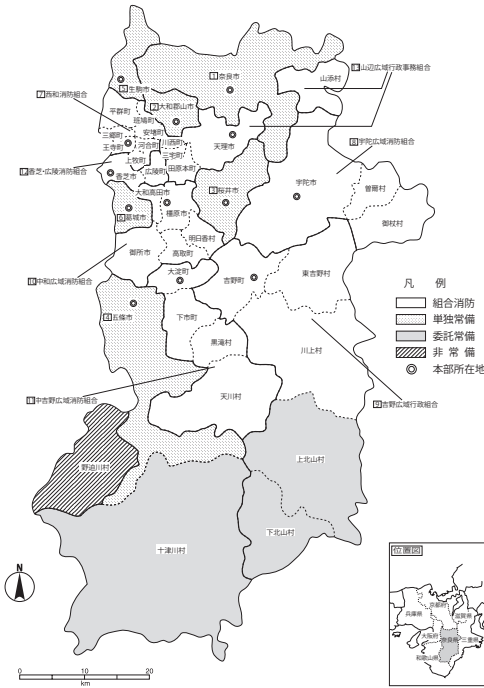 1奈良市
山添村
13山辺広域行政事務組合
5生駒市
7西和消防組合
2大和郡山市
平群町
斑鳩町
安堵町
三郷町
川西町
天理市
王寺町
河合町
三宅町
8宇陀広域消防組合
上牧町
田原本町
12香芝・広陵消防組合
広陵町
香芝市
宇陀市
曽爾村
大和高田市
3桜井市
6葛城市
橿原市
御杖村
明日香村
御所市
高取町
10中和広域消防組合
大淀町
吉野町
東吉野村
4五條市
下市町
黒滝村
川上村
11中吉野広域消防組合
天川村
9吉野広域行政組合
野迫川村
上北山村
下北山村
十津川村
凡 例
組合消防
単独常備
委託常備
非常備
◎ 本部所在地
N
0 10 20
km
位置図
京都府
兵庫県
滋賀県
大阪府
奈良県
三重県
和歌山県